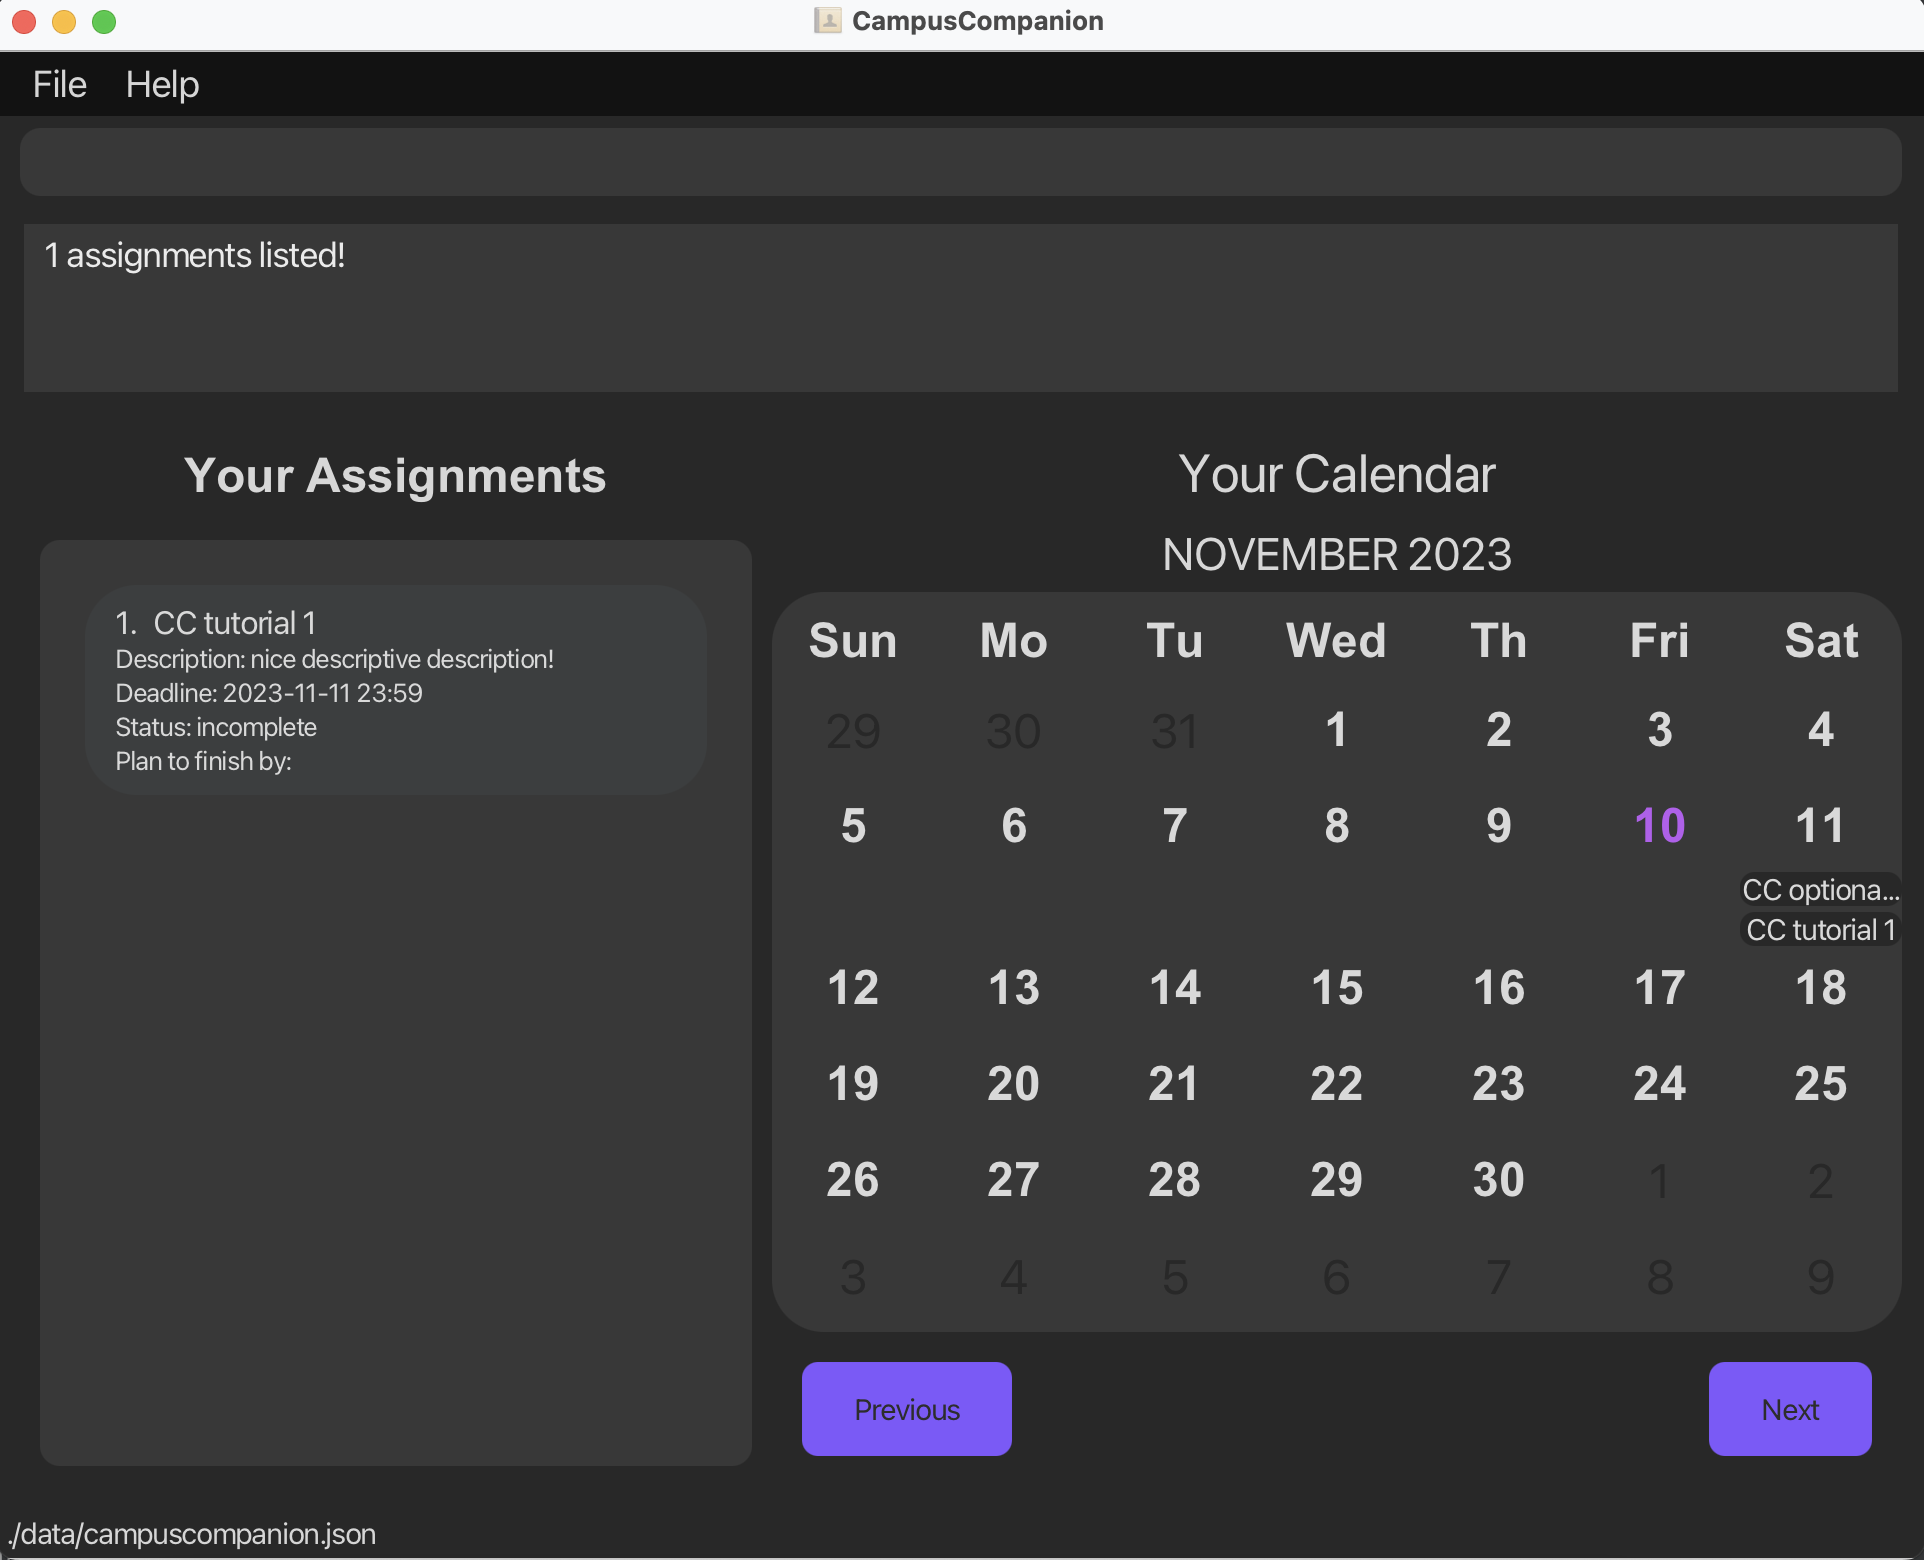 CampusCompanion
File Help
1 assignments listed!
Your Assignments
1. CC tutorial 1
Description: nice descriptive description!
Deadline: 2023-11-11 23:59
Status: incomplete
Plan to finish by:
Your Calendar
NOVEMBER 2023
Sun Mo Tu Wed Th Fri Sat
29 30 31 1 2 3 4
5 6 7 8 9 10 11
CC optiona...
CC tutorial 1
12 13 14 15 16 17 18
19 20 21 22 23 24 25
26 27 28 29 30 1 2
3 4 5 6 7 8 9
Previous Next
./data/campuscompanion.json